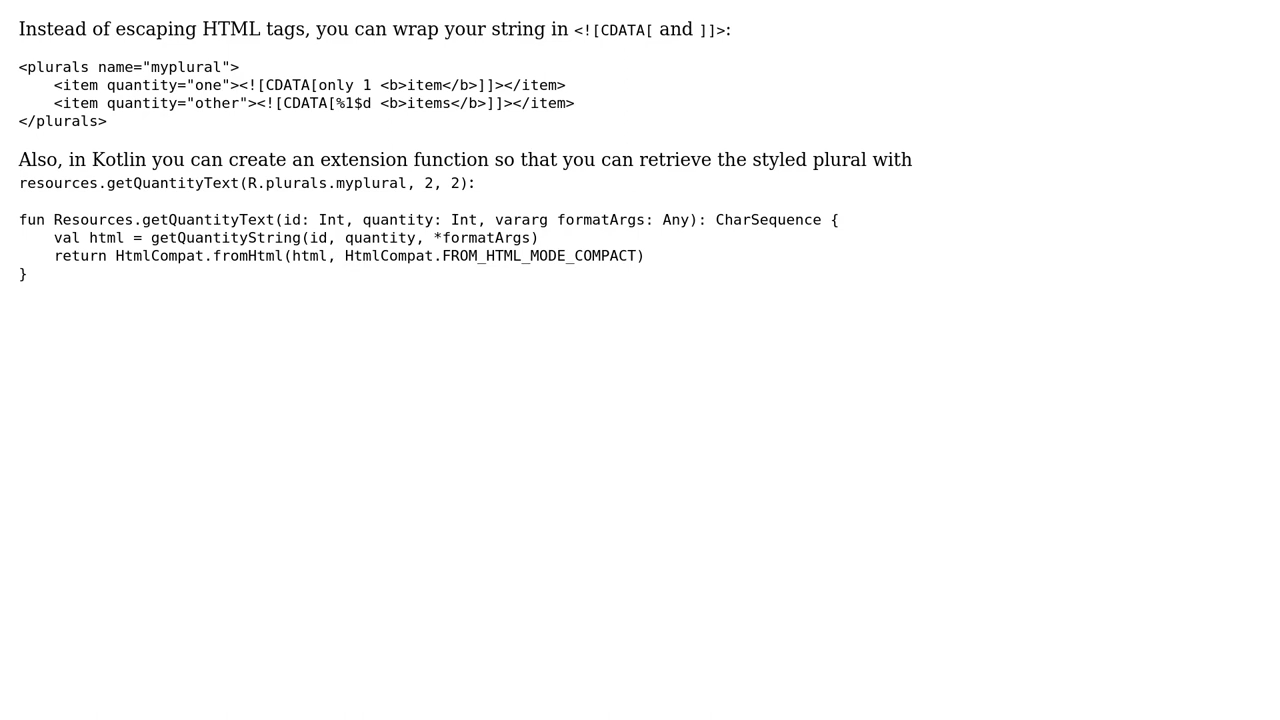 Instead of escaping HTML tags, you can wrap your string in <![CDATA[ and ]]>:
<plurals name="myplural">
    <item quantity="one"><![CDATA[only 1 <b>item</b>]]></item>
    <item quantity="other"><![CDATA[%1$d <b>items</b>]]></item>
</plurals>
Also, in Kotlin you can create an extension function so that you can retrieve the styled plural with
resources.getQuantityText(R.plurals.myplural, 2, 2):
fun Resources.getQuantityText(id: Int, quantity: Int, vararg formatArgs: Any): CharSequence {
    val html = getQuantityString(id, quantity, *formatArgs)
    return HtmlCompat.fromHtml(html, HtmlCompat.FROM_HTML_MODE_COMPACT)
}